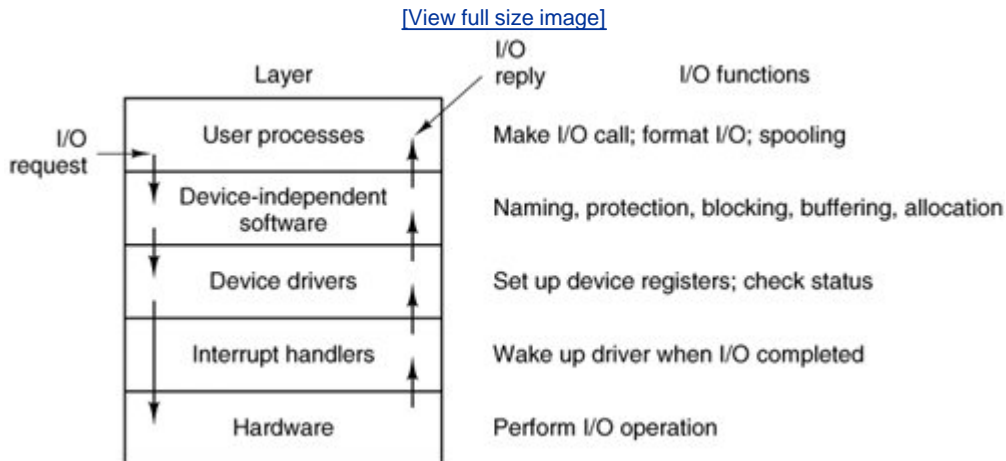 [View full size image]
I/O
reply
Layer
I/O functions
I/O
request
User processes
Make I/O call; format I/O; spooling
Device-independent
software
Naming, protection, blocking, buffering, allocation
Device drivers
Set up device registers; check status
Interrupt handlers
Wake up driver when I/O completed
Hardware
Perform I/O operation